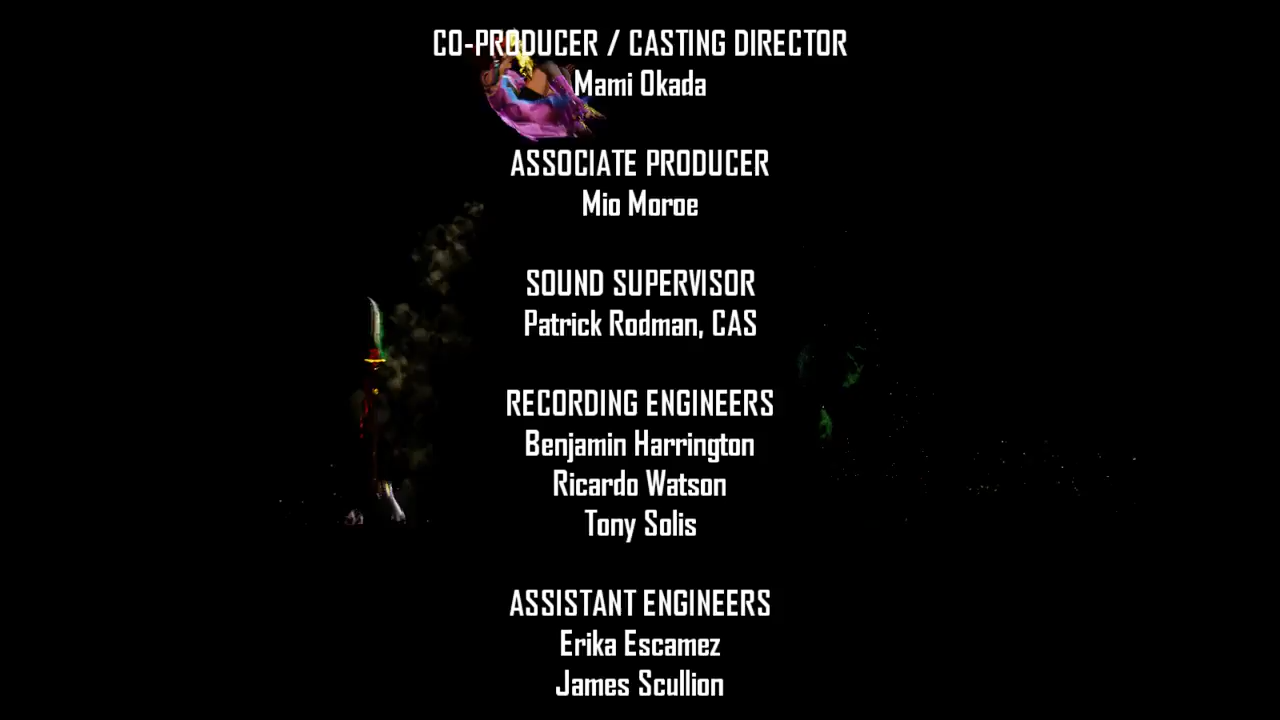 CO-PRODUCER / CASTING DIRECTOR
Mami Okada
ASSOCIATE PRODUCER
Mio Moroe
SOUND SUPERVISOR
Patrick Rodman, CAS
RECORDING ENGINEERS
Benjamin Harrington
Ricardo Watson
Tony Solis
ASSISTANT ENGINEERS
Erika Escamez
James Scullion